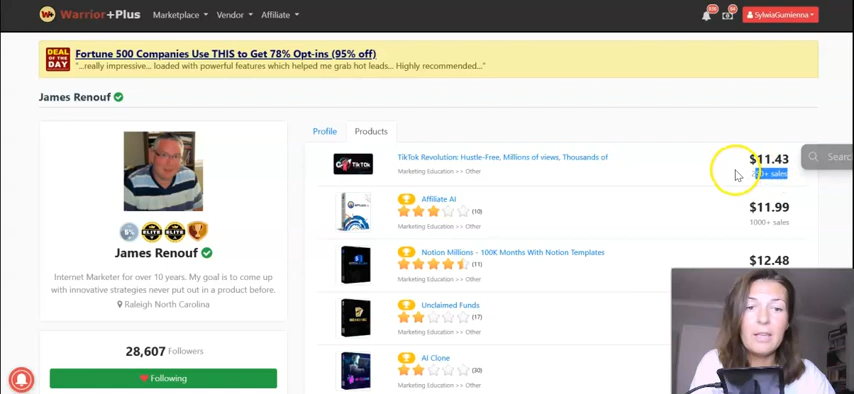 Warrior+Plus
Marketplace
Vendor
Affiliate
SylwiaGumienna
DEAL OF THE DAY
Fortune 500 Companies Use THIS to Get 78% Opt-ins (95% off)
"...really impressive... loaded with powerful features which helped me grab hot leads... Highly recommended..."
James Renouf
Profile
Products
TikTok Revolution: Hustle-Free, Millions of views, Thousands of
Marketing Education >> Other
$11.43
Searc
Affiliate AI
(10)
Marketing Education >> Other
$11.99
1000+ sales
Notion Millions - 100K Months With Notion Templates
(11)
Marketing Education >> Other
$12.48
Unclaimed Funds
(17)
Marketing Education >> Other
AI Clone
(30)
Marketing Education >> Other
ELITE
ELITE
James Renouf
Internet Marketer for over 10 years. My goal is to come up
with innovative strategies never put out in a product before.
Raleigh North Carolina
28,607 Followers
Following